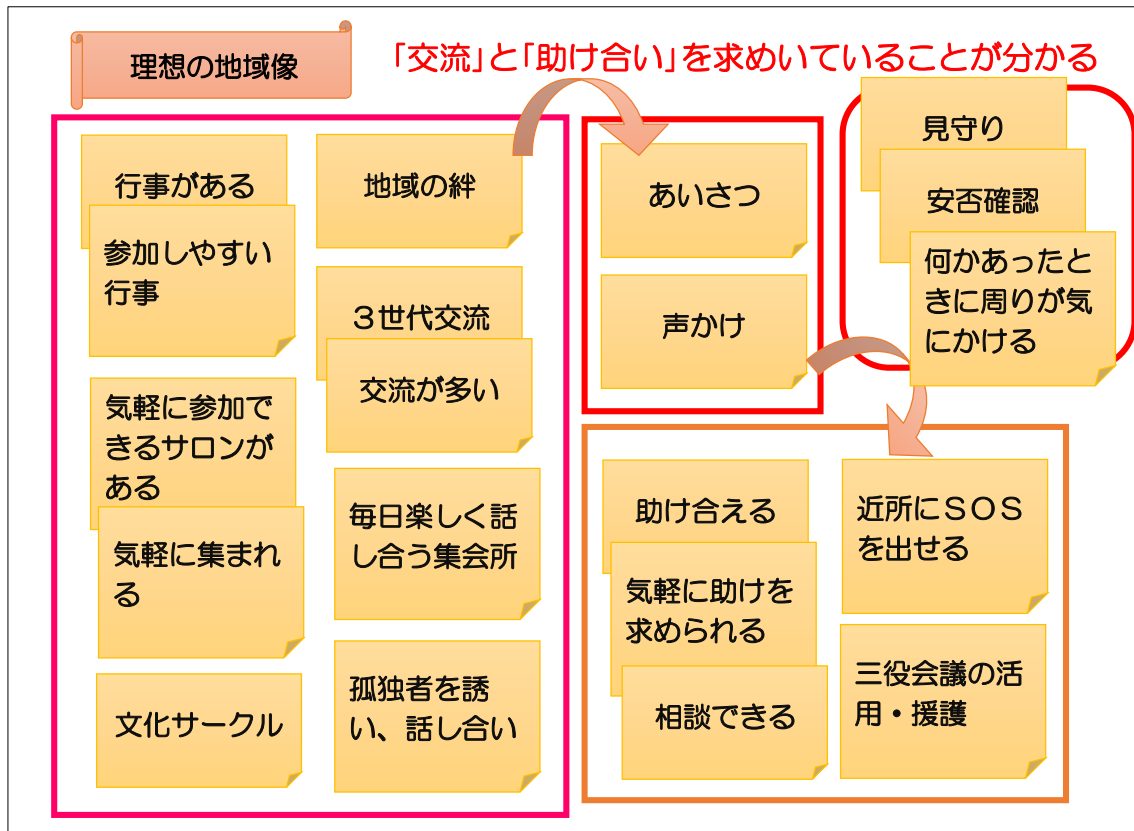 理想の地域像
「交流」と「助け合い」を求めいていることが分かる
行事がある
参加しやすい
行事
気軽に参加で
きるサロンが
ある
気軽に集まれ
る
文化サークル
地域の絆
３世代交流
交流が多い
毎日楽しく話
し合う集会所
孤独者を誘
い、話し合い
あいさつ
声かけ
見守り
安否確認
何かあったと
きに周りが気
にかける
助け合える
気軽に助けを
求められる
相談できる
近所にＳＯＳ
を出せる
三役会議の活
用・援護